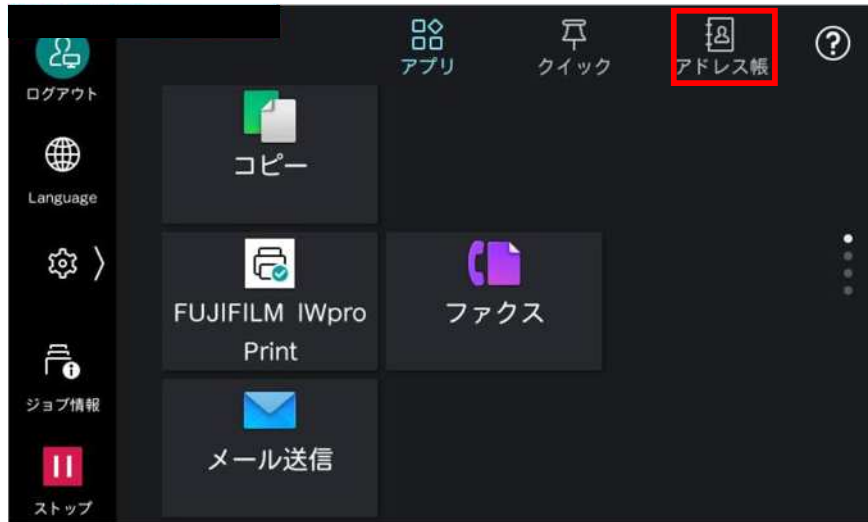 アプリ
クイック
アドレス帳
?
ログアウト
Language
ジョブ情報
ストップ
コピー
FUJIFILM IWpro
Print
ファクス
メール送信